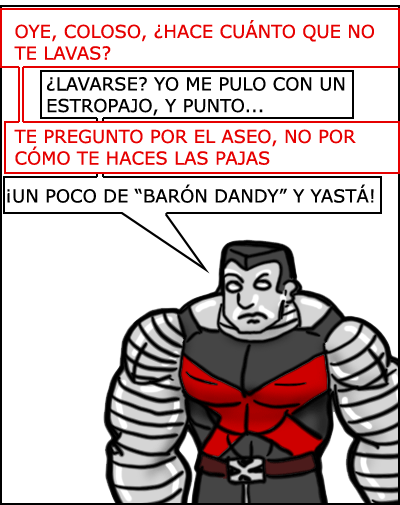 OYE, COLOSO, ¿HACE CUÁNTO QUE NO
TE LAVAS?
¿LAVARSE? YO ME PULO CON UN
ESTROPAJO, Y PUNTO...
TE PREGUNTO POR EL ASEO, NO POR
CÓMO TE HACES LAS PAJAS
¡UN POCO DE “BARÓN DANDY” Y YASTÁ!